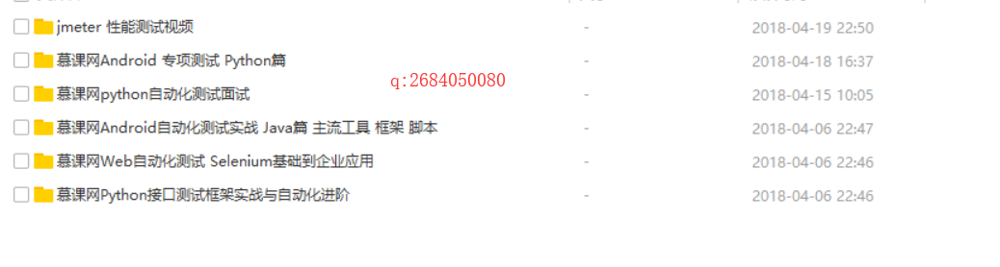 jmeter 性能测试视频 - 2018-04-19 22:50
慕课网Android 专项测试 Python篇 - 2018-04-18 16:37
q:2684050080
慕课网python自动化测试面试 - 2018-04-15 10:05
慕课网Android自动化测试实战 Java篇 主流工具 框架 脚本 - 2018-04-06 22:47
慕课网Web自动化测试 Selenium基础到企业应用 - 2018-04-06 22:46
慕课网Python接口测试框架实战与自动化进阶 - 2018-04-06 22:46